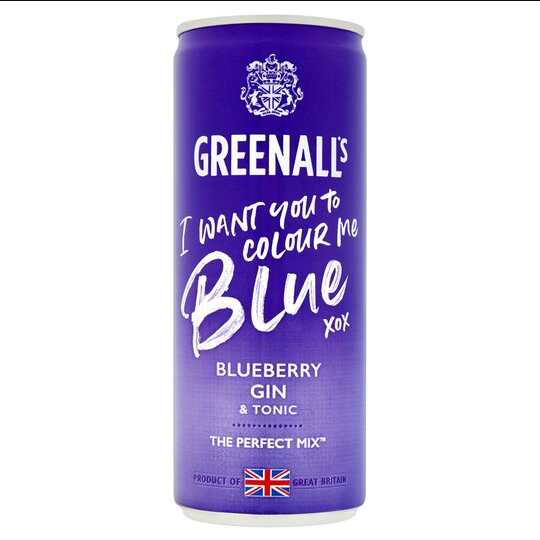 GREENALL's
I WANT YOU TO
COLOUR ME
Blue
xox
BLUEBERRY
GIN
& TONIC
THE PERFECT MIX™
PRODUCT OF GREAT BRITAIN